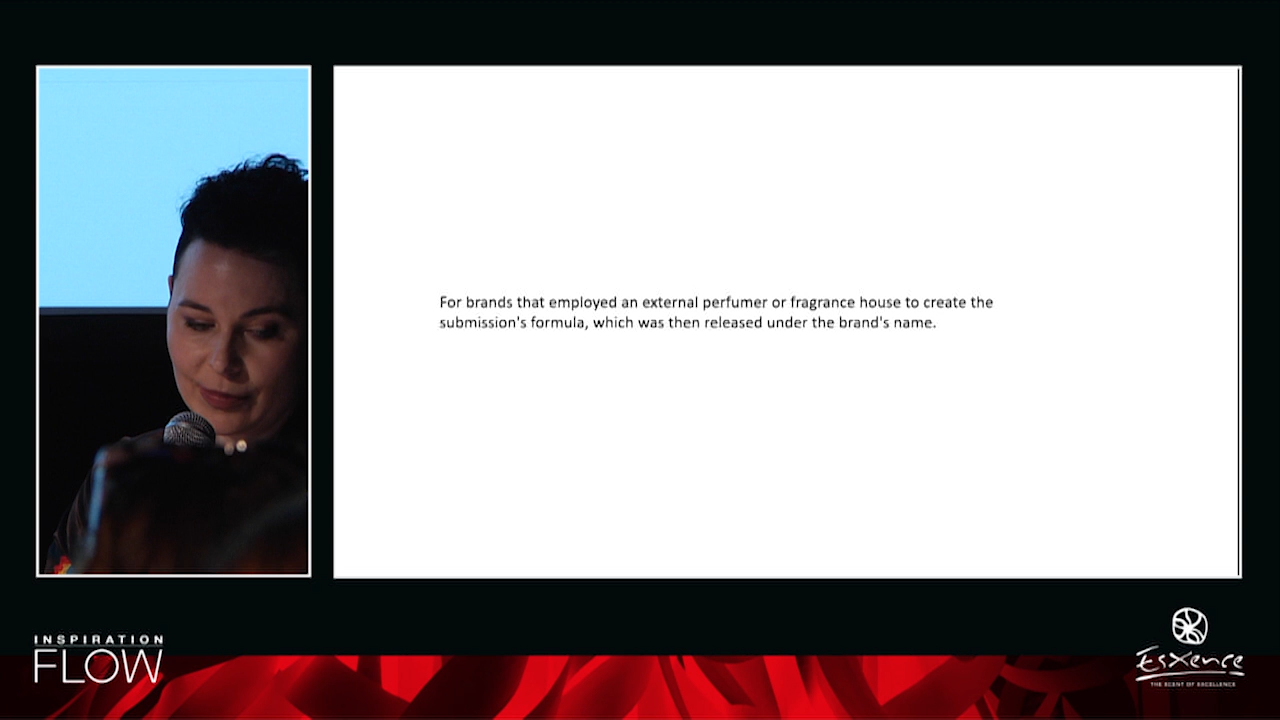 For brands that employed an external perfumer or fragrance house to create the
submission's formula, which was then released under the brand's name.
INSPIRATION
FLOW
Esxence
THE SCENT OF EXCELLENCE